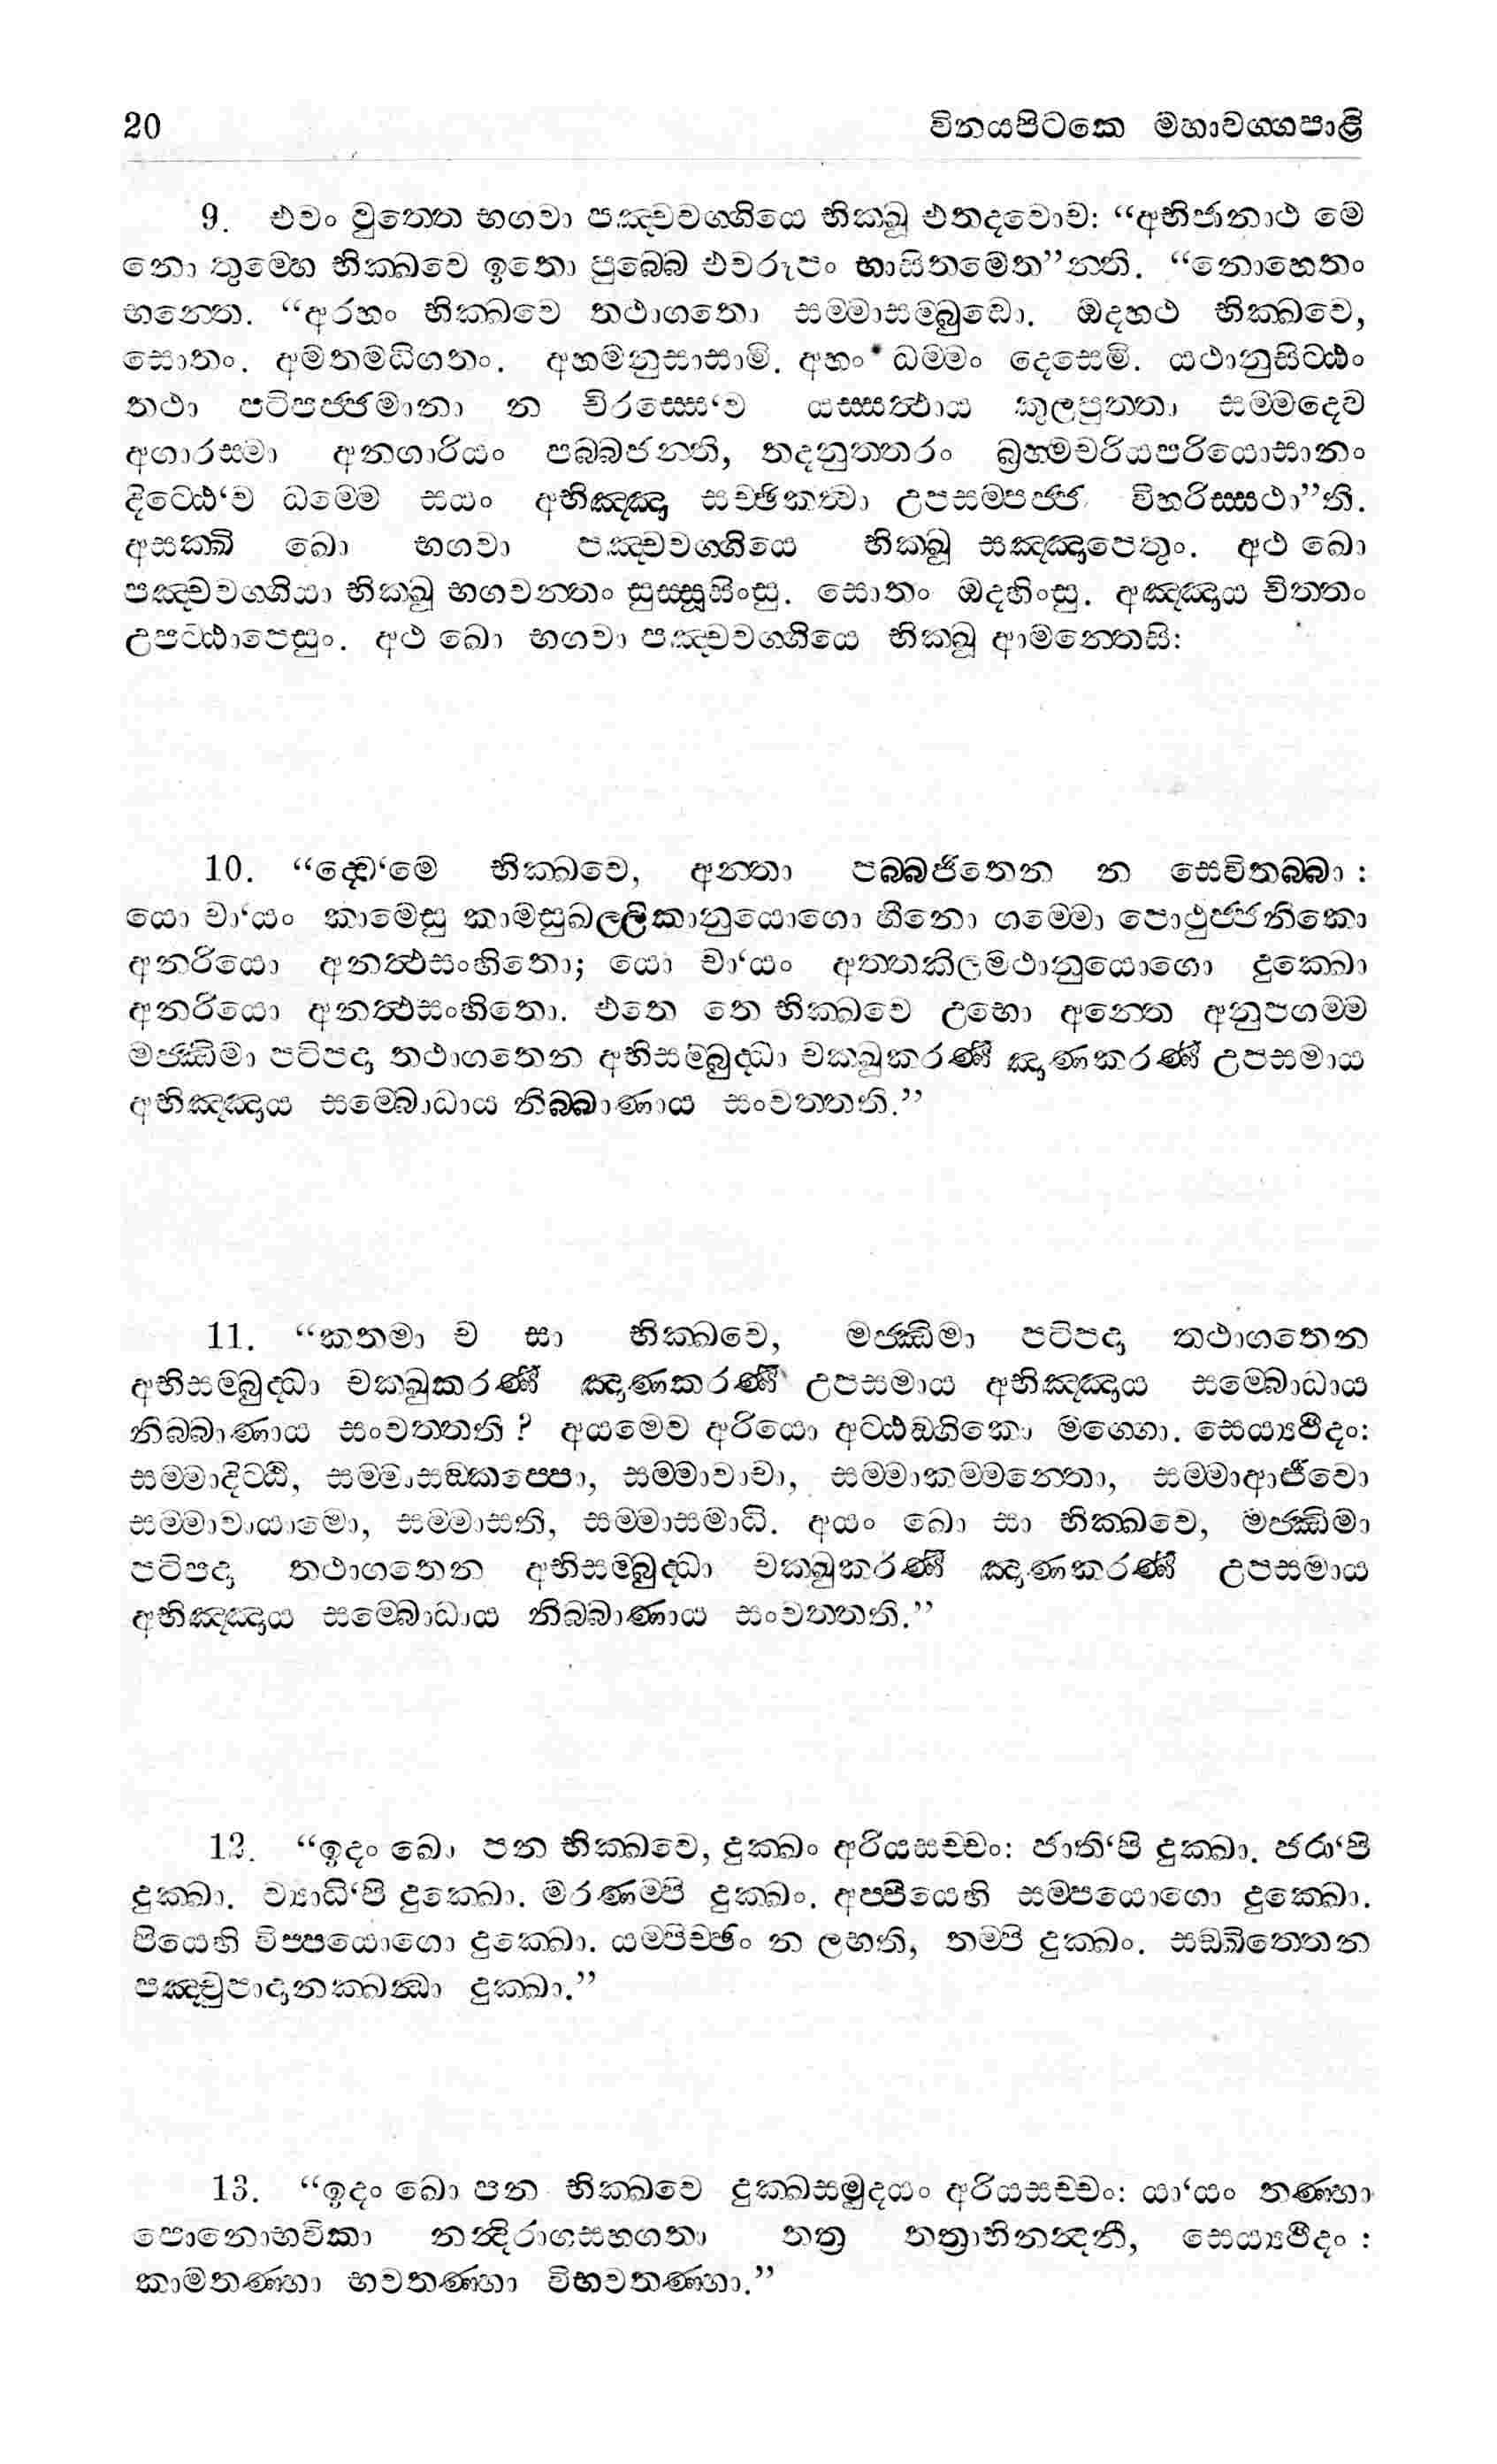 20 විනයපිටකෙ මහාවග්ගපාළි
9. එවං වුත්තෙ භගවා පඤ්චවග්ගියෙ භික්ඛූ එතදවොච: “අභිජානාථ මෙ
නො තුම්හෙ භික්ඛවෙ ඉතො පුබ්බෙ එවරූපං භාසිතමෙත”න්ති. “නොහෙතං
භන්තෙ. “අරහං භික්ඛවෙ තථාගතො සම්මාසම්බුද්ධො. ඔදහථ භික්ඛවෙ,
සොතං. අමතමධිගතං. අහමනුසාසාමි. අහං* ධම්මං දෙසෙමි. යථානුසිට්ඨං
තථා පටිපජ්ජමානා න චිරස්සෙ‘ව යස්සත්ථාය කුලපුත්තා සම්මදෙව
අගාරස්මා අනගාරියං පබ්බජන්ති, තදනුත්තරං බ්‍රහ්මචරියපරියොසානං
දිට්ඨෙ‘ව ධම්මෙ සයං අභිඤ්ඤා සච්ඡිකත්වා උපසම්පජ්ජ විහරිස්සථා”ති.
අසක්ඛි ඛො භගවා පඤ්චවග්ගියෙ භික්ඛූ සඤ්ඤාපෙතුං. අථ ඛො
පඤ්චවග්ගියා භික්ඛූ භගවන්තං සුස්සූසිංසු. සොතං ඔදහිංසු. අඤ්ඤාය චිත්තං
උපට්ඨාපෙසුං. අථ ඛො භගවා පඤ්චවග්ගියෙ භික්ඛූ ආමන්තෙසි:
10. “ද්වෙ‘මෙ භික්ඛවෙ, අන්තා පබ්බජිතෙන න සෙවිතබ්බා :
යො චා‘යං කාමෙසු කාමසුඛල්ලිකානුයොගො හීනො ගම්මො පොථුජ්ජනිකො
අනරියො අනත්ථසංහිතො; යො චා‘යං අත්තකිලමථානුයොගො දුක්ඛො
අනරියො අනත්ථසංහිතො. එතෙ තෙ භික්ඛවෙ උභො අන්තෙ අනුපගම්ම
මජ්ඣිමා පටිපදා තථාගතෙන අභිසම්බුද්ධා චක්ඛුකරණී ඤාණකරණී උපසමාය
අභිඤ්ඤාය සම්බොධාය නිබ්බාණාය සංවත්තති.”
11. “කතමා ච සා භික්ඛවෙ, මජ්ඣිමා පටිපදා තථාගතෙන
අභිසම්බුද්ධා චක්ඛුකරණී ඤාණකරණී උපසමාය අභිඤ්ඤාය සම්බොධාය
නිබ්බාණාය සංවත්තති ? අයමෙව අරියො අට්ඨඞ්ගිකො මග්ගො. සෙය්‍යථීදං:
සම්මාදිට්ඨි, සම්මාසඞ්කප්පො, සම්මාවාචා, සම්මාකම්මන්තො, සම්මාආජීවො
සම්මාවායාමො, සම්මාසති, සම්මාසමාධි. අයං ඛො සා භික්ඛවෙ, මජ්ඣිමා
පටිපදා තථාගතෙන අභිසම්බුද්ධා චක්ඛුකරණී ඤාණකරණී උපසමාය
අභිඤ්ඤාය සම්බොධාය නිබ්බාණාය සංවත්තති.”
12. “ඉදං ඛො පන භික්ඛවෙ, දුක්ඛං අරියසච්චං: ජාති‘පි දුක්ඛා. ජරා‘පි
දුක්ඛා. ව්‍යාධි‘පි දුක්ඛො. මරණම්පි දුක්ඛං. අප්පියෙහි සම්පයොගො දුක්ඛො.
පියෙහි විප්පයොගො දුක්ඛො. යම්පිච්ඡං න ලභති, තම්පි දුක්ඛං. සඞ්ඛිත්තෙන
පඤ්චුපාදානක්ඛන්ධා දුක්ඛා.”
13. “ඉදං ඛො පන භික්ඛවෙ දුක්ඛසමුදයං අරියසච්චං: යා‘යං තණ්හා
පොනොභවිකා නන්දිරාගසහගතා තත්‍ර තත්‍රාභිනන්දනී, සෙය්‍යථීදං :
කාමතණ්හා භවතණ්හා විභවතණ්හා.”